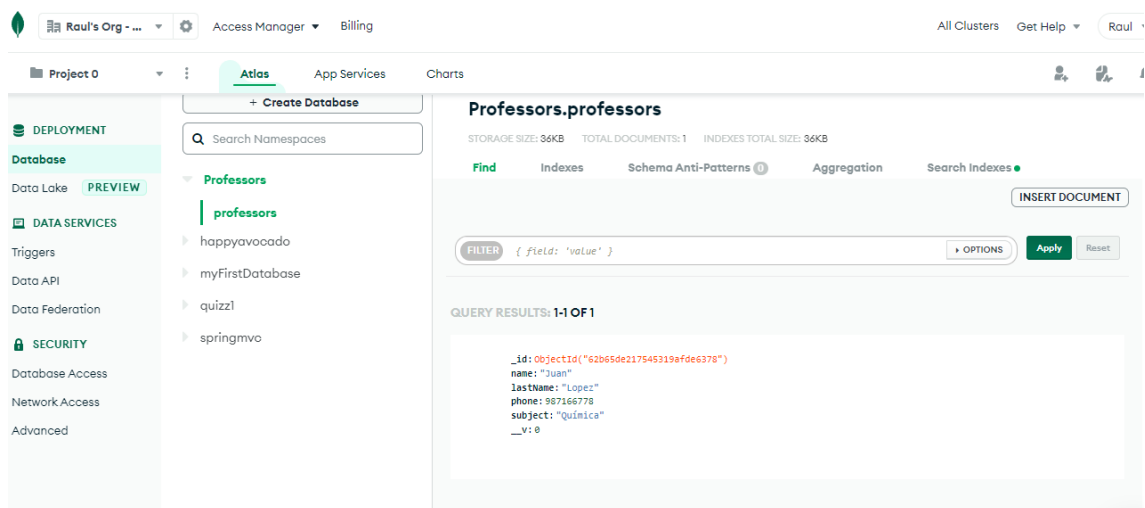 Raul's Org - ...
Access Manager
Billing
All Clusters
Get Help
Raul
Project 0
Atlas
App Services
Charts
DEPLOYMENT
Database
Data Lake PREVIEW
DATA SERVICES
Triggers
Data API
Data Federation
SECURITY
Database Access
Network Access
Advanced
+ Create Database
Search Namespaces
Professors
professors
happyavocado
myFirstDatabase
quizz1
springmvc
Professors.professors
STORAGE SIZE: 36KB TOTAL DOCUMENTS: 1 INDEXES TOTAL SIZE: 36KB
Find Indexes Schema Anti-Patterns 0 Aggregation Search Indexes
INSERT DOCUMENT
FILTER { field: 'value' } OPTIONS Apply Reset
QUERY RESULTS: 1-1 OF 1
_id: ObjectId("62b65de217545319afde6378")
name: "Juan"
lastName: "Lopez"
phone: 987166778
subject: "Química"
__v: 0